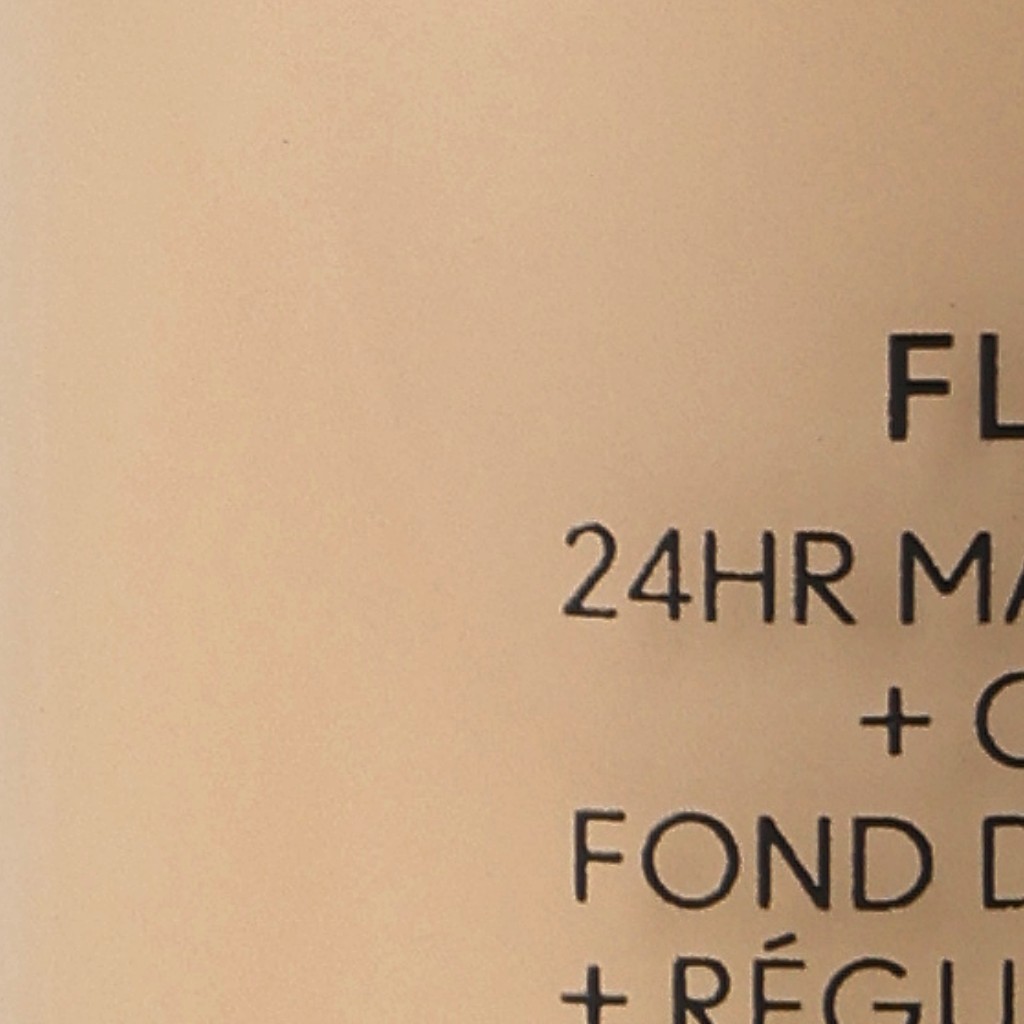 FL
24HR MA
+ C
FOND D
+ RÉGU